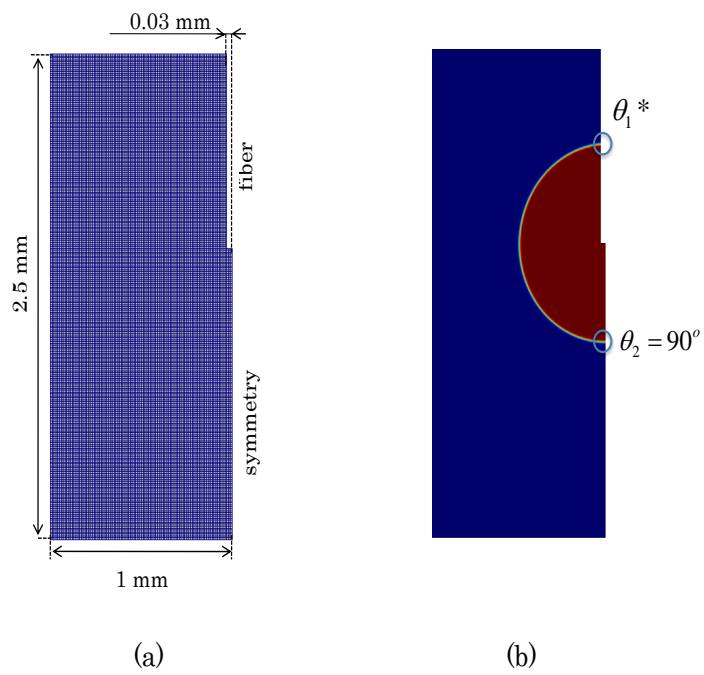 0.03 mm
fiber
2.5 mm
symmetry
1 mm
(a)
θ₁*
θ₂ = 90°
(b)